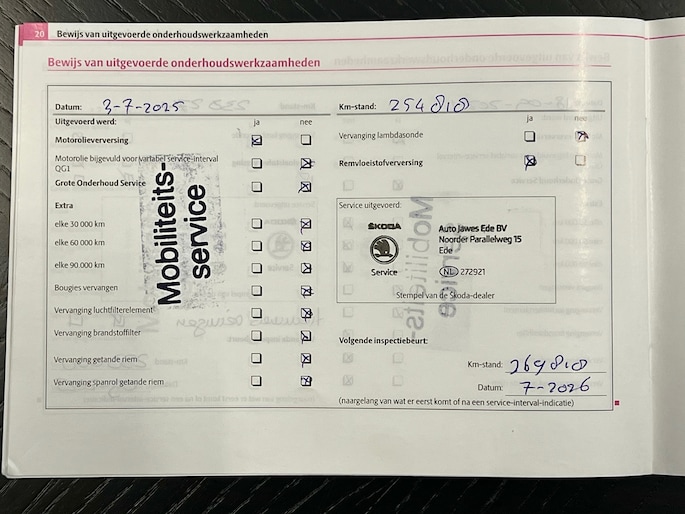 20 Bewijs van uitgevoerde onderhoudswerkzaamheden
Bewijs van uitgevoerde onderhoudswerkzaamheden
Datum: 3-7-2025
Km-stand: 254 818
Uitgevoerd werd: ja nee
ja nee
Motorolieverversing
Vervanging lambdasonde
Motorolie bijgevuld voor variabel service-interval
QG1
Remvloeistofverversing
Grote Onderhoud Service
Extra
elke 30 000 km
elke 60 000 km
elke 90.000 km
Bougies vervangen
Vervanging luchtfilterelement
Vervanging brandstoffilter
Vervanging getande riem
Vervanging spanrol getande riem
Mobiliteits-
service
Service uitgevoerd:
ŠKODA
Service
Auto Jawes Ede BV
Noorder Parallelweg 15
Ede
NL 272921
Stempel van de Škoda-dealer
Volgende inspectiebeurt:
Km-stand: 269 818
Datum: 7-2026
(naargelang van wat er eerst komt of na een service-interval-indicatie)